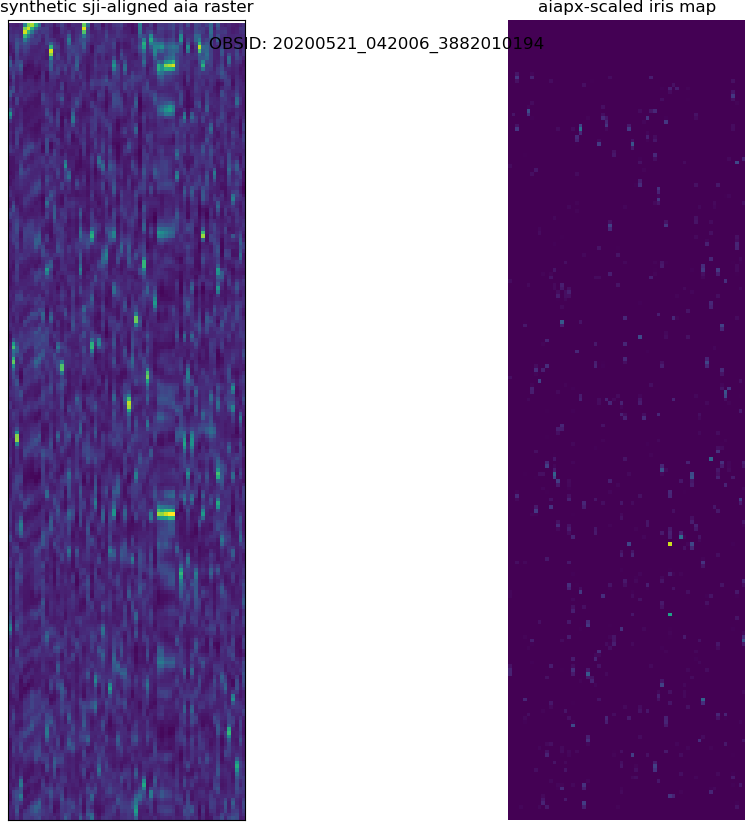 synthetic sji-aligned aia raster
aiapx-scaled iris map
OBSID: 20200521_042006_3882010194